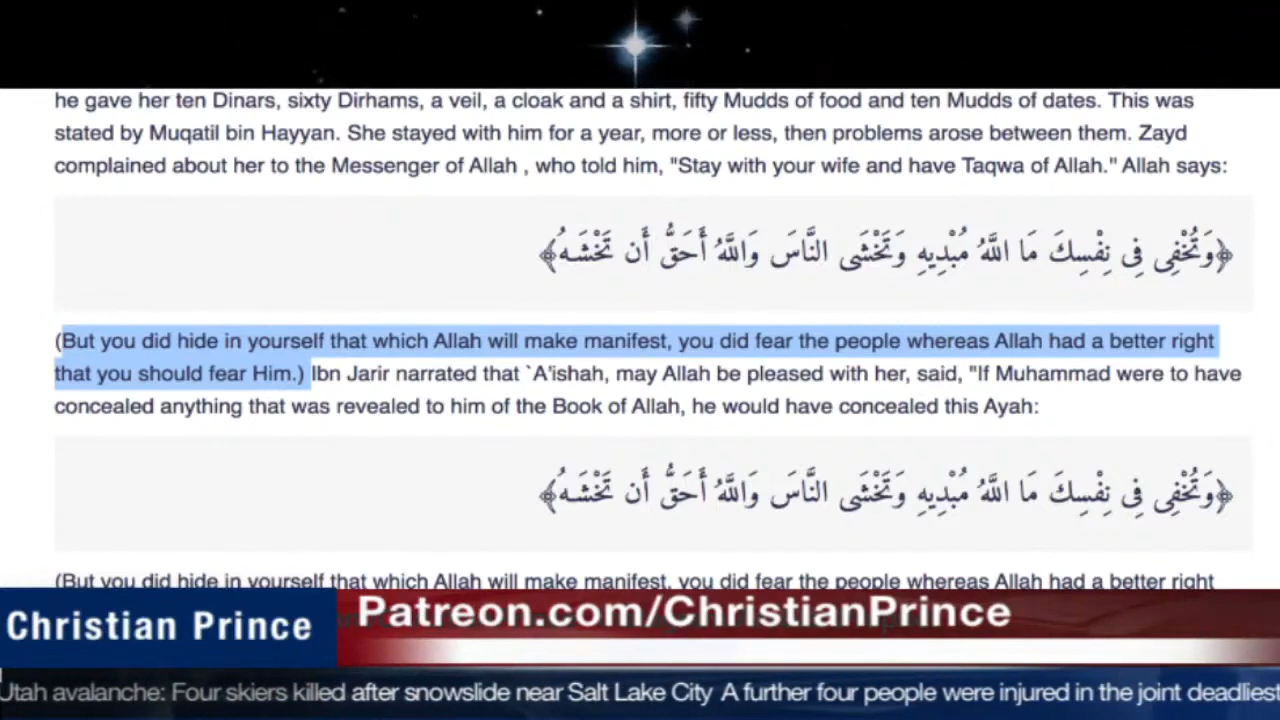 he gave her ten Dinars, sixty Dirhams, a veil, a cloak and a shirt, fifty Mudds of food and ten Mudds of dates. This was
stated by Muqatil bin Hayyan. She stayed with him for a year, more or less, then problems arose between them. Zayd
complained about her to the Messenger of Allah , who told him, "Stay with your wife and have Taqwa of Allah." Allah says:
﴿وَتُخْفِى فِى نِفْسِكَ مَا اللَّهُ مُبْدِيهِ وَتَخْشَى النَّاسَ وَاللَّهُ أَحَقُّ أَن تَخْشَـهُ﴾
(But you did hide in yourself that which Allah will make manifest, you did fear the people whereas Allah had a better right
that you should fear Him.) Ibn Jarir narrated that `A'ishah, may Allah be pleased with her, said, "If Muhammad were to have
concealed anything that was revealed to him of the Book of Allah, he would have concealed this Ayah:
﴿وَتُخْفِى فِى نِفْسِكَ مَا اللَّهُ مُبْدِيهِ وَتَخْشَى النَّاسَ وَاللَّهُ أَحَقُّ أَن تَخْشَـهُ﴾
(But you did hide in yourself that which Allah will make manifest, you did fear the people whereas Allah had a better right
Christian Prince
Patreon.com/ChristianPrince
Utah avalanche: Four skiers killed after snowslide near Salt Lake City A further four people were injured in the joint deadliest